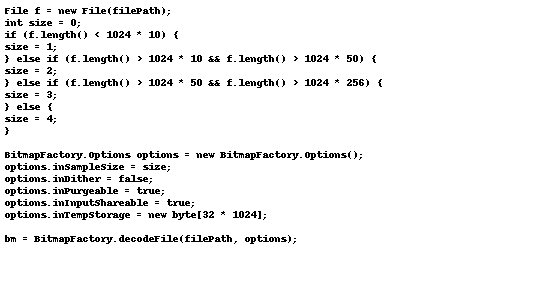 File f = new File(filePath);
int size = 0;
if (f.length() < 1024 * 10) {
size = 1;
} else if (f.length() > 1024 * 10 && f.length() > 1024 * 50) {
size = 2;
} else if (f.length() > 1024 * 50 && f.length() > 1024 * 256) {
size = 3;
} else {
size = 4;
}

BitmapFactory.Options options = new BitmapFactory.Options();
options.inSampleSize = size;
options.inDither = false;
options.inPurgeable = true;
options.inInputShareable = true;
options.inTempStorage = new byte[32 * 1024];

bm = BitmapFactory.decodeFile(filePath, options);